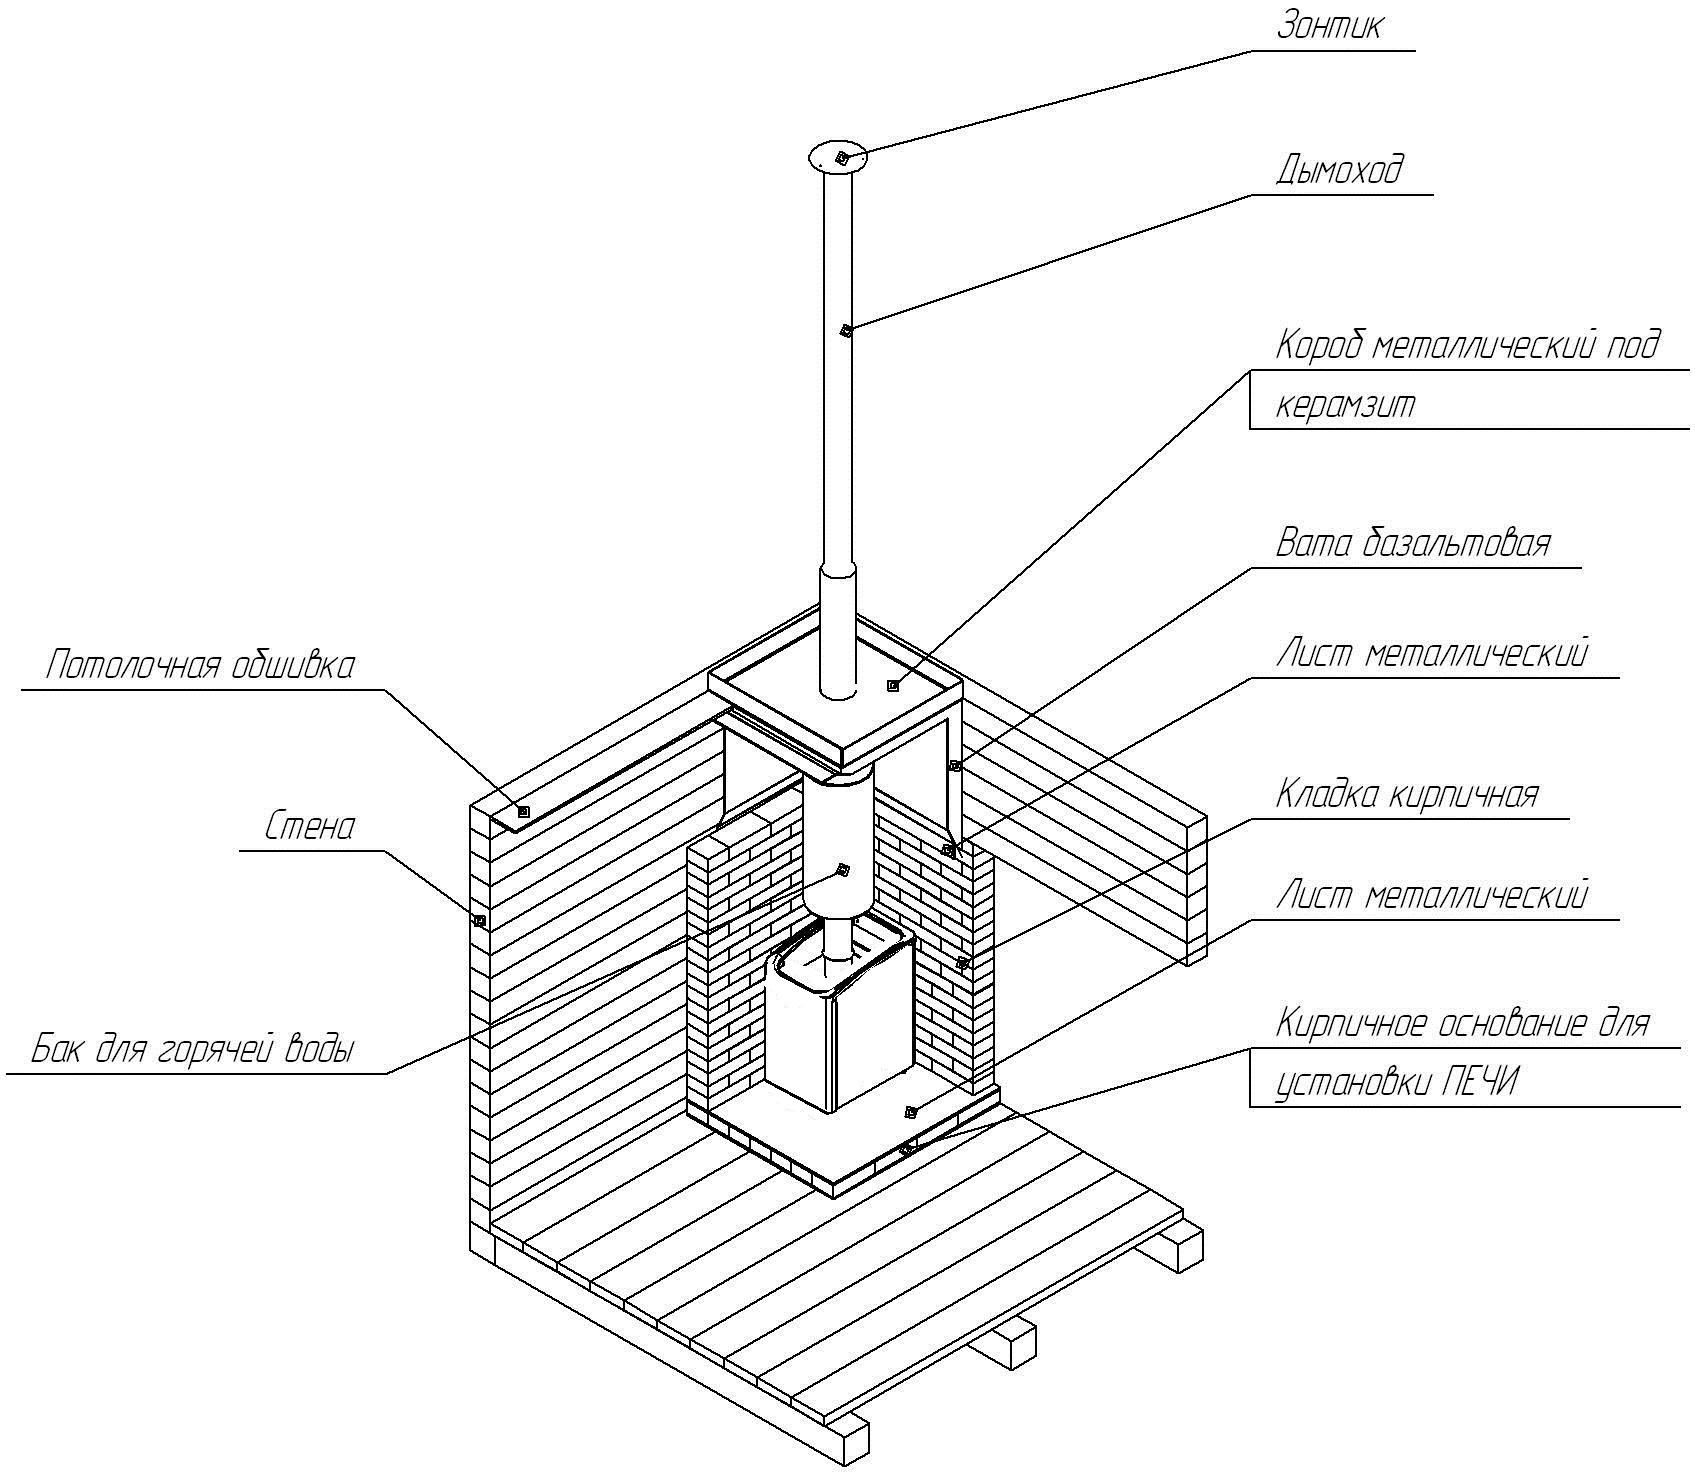 Зонтик
Дымоход
Короб металлический под
керамзит
Вата базальтовая
Лист металлический
Потолочная обшивка
Кладка кирпичная
Стена
Лист металлический
Кирпичное основание для
установки ПЕЧИ
Бак для горячей воды